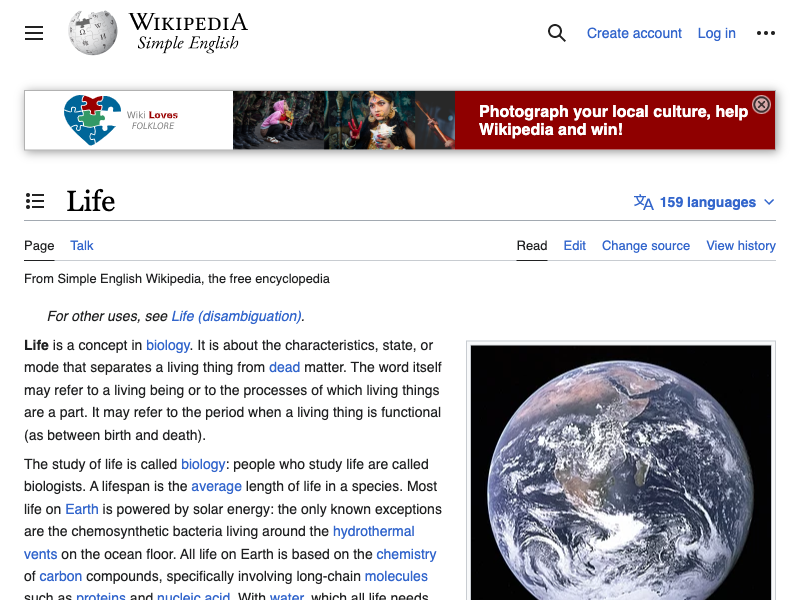 WIKIPEDIA
Simple English
Create account
Log in
Wiki Loves
FOLKLORE
Photograph your local culture, help
Wikipedia and win!
Life
159 languages
Page
Talk
Read
Edit
Change source
View history
From Simple English Wikipedia, the free encyclopedia
For other uses, see Life (disambiguation).
Life is a concept in biology. It is about the characteristics, state, or
mode that separates a living thing from dead matter. The word itself
may refer to a living being or to the processes of which living things
are a part. It may refer to the period when a living thing is functional
(as between birth and death).
The study of life is called biology: people who study life are called
biologists. A lifespan is the average length of life in a species. Most
life on Earth is powered by solar energy: the only known exceptions
are the chemosynthetic bacteria living around the hydrothermal
vents on the ocean floor. All life on Earth is based on the chemistry
of carbon compounds, specifically involving long-chain molecules
such as proteins and nucleic acid. With water, which all life needs,